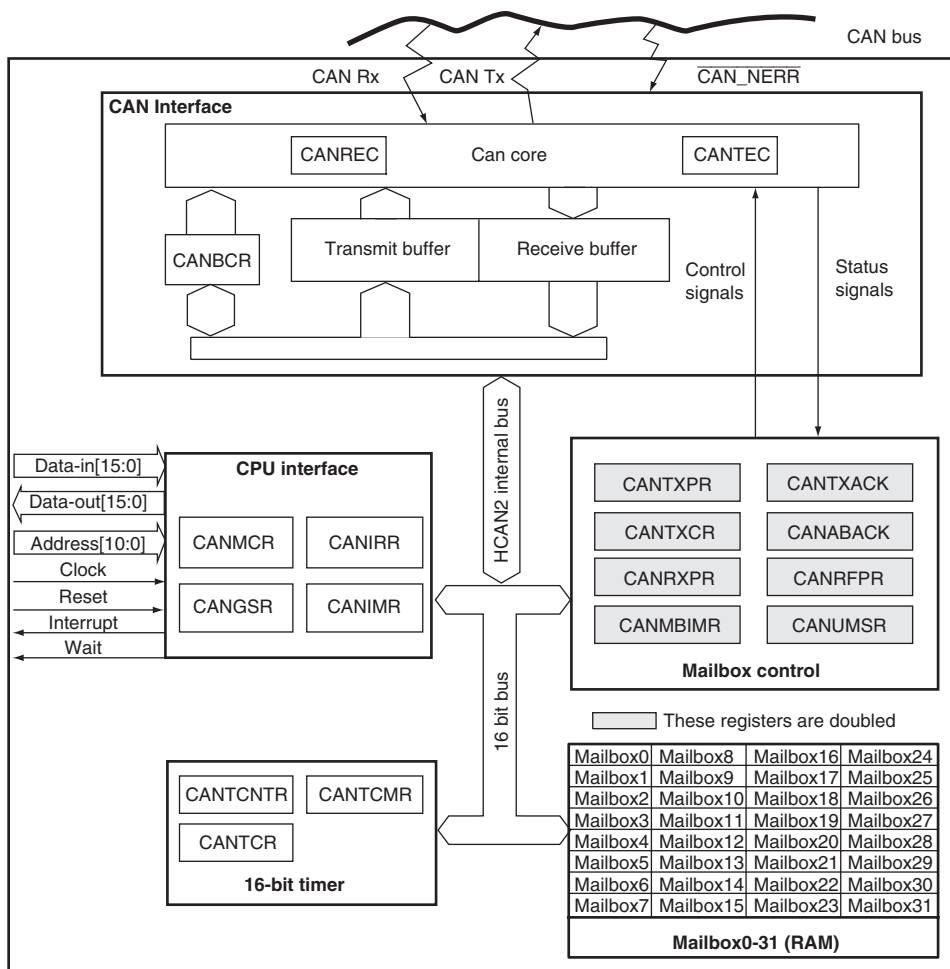 CAN bus
CAN Rx
CAN Tx
CAN_NERR
CAN Interface
CANREC
Can core
CANTEC
CANBCR
Transmit buffer
Receive buffer
Control
signals
Status
signals
HCAN2 internal bus
Data-in[15:0]
Data-out[15:0]
Address[10:0]
Clock
Reset
Interrupt
Wait
CPU interface
CANMCR
CANIRR
CANGSR
CANIMR
CANTXPR
CANTXACK
CANTXCR
CANABACK
CANRXPR
CANRFPR
CANMBIMR
CANUMSR
Mailbox control
16 bit bus
These registers are doubled
CANTCNTR
CANTCMR
CANTCR
16-bit timer
Mailbox0 Mailbox8 Mailbox16 Mailbox24
Mailbox1 Mailbox9 Mailbox17 Mailbox25
Mailbox2 Mailbox10 Mailbox18 Mailbox26
Mailbox3 Mailbox11 Mailbox19 Mailbox27
Mailbox4 Mailbox12 Mailbox20 Mailbox28
Mailbox5 Mailbox13 Mailbox21 Mailbox29
Mailbox6 Mailbox14 Mailbox22 Mailbox30
Mailbox7 Mailbox15 Mailbox23 Mailbox31
Mailbox0-31 (RAM)